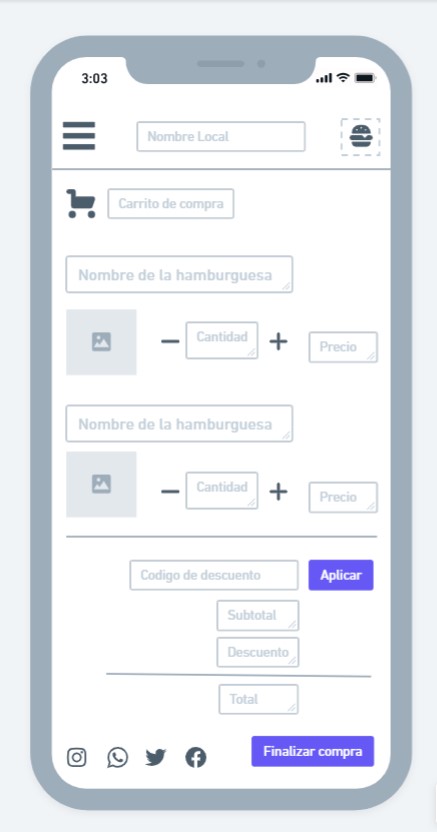 3:03
Nombre Local
Carrito de compra
Nombre de la hamburguesa
Cantidad
Precio
Nombre de la hamburguesa
Cantidad
Precio
Codigo de descuento
Aplicar
Subtotal
Descuento
Total
Finalizar compra